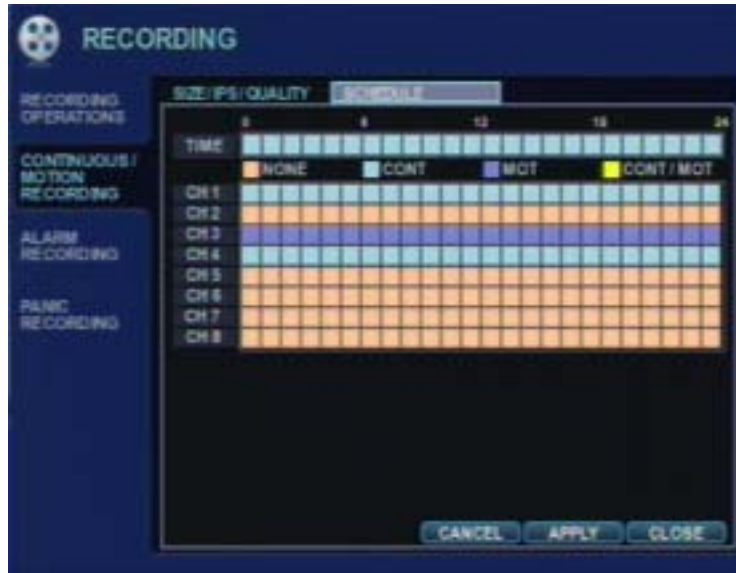 RECORDING
RECORDING
OPERATIONS
CONTINUOUS /
MOTION
RECORDING
ALARM
RECORDING
PANIC
RECORDING
SIZE/IPS/QUALITY SCHEDULE
0 6 12 18 24
TIME
NONE CONT MOT CONT / MOT
CH 1
CH 2
CH 3
CH 4
CH 5
CH 6
CH 7
CH 8
CANCEL APPLY CLOSE